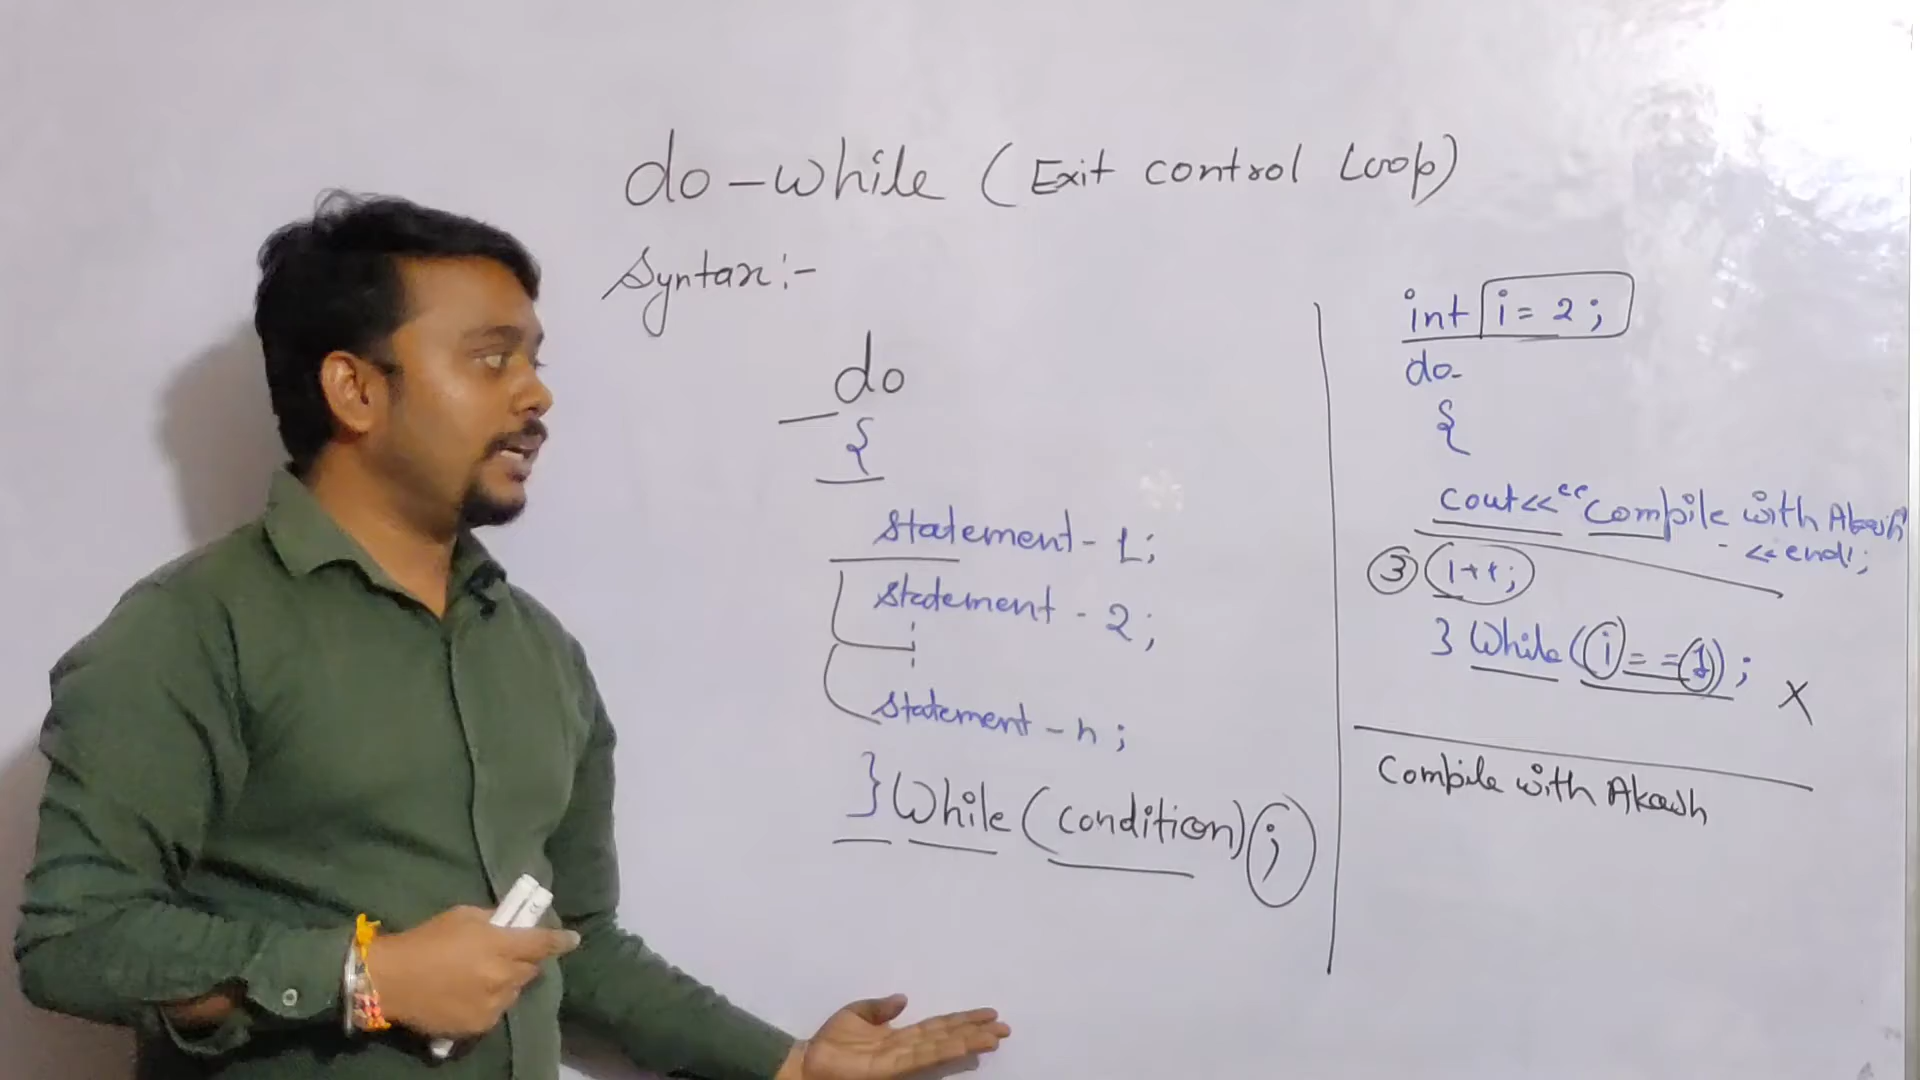 do-while (Exit control Loop)
Syntax:-
do
{
Statement-1;
Statement-2;
Statement-n;
} While (condition);
int i = 2;
do
{
cout<<"Compile with Akash"
<<endl;
3 i++;
} While (i==1); X
Compile with Akash